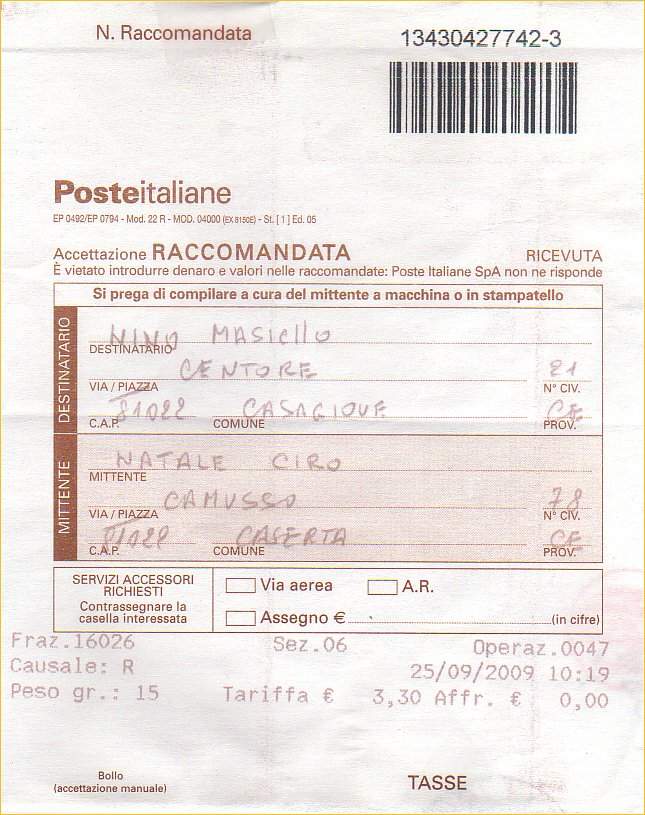 N. Raccomandata 13430427742-3
Posteitaliane
EP 0492/EP 0794 - Mod. 22 R - MOD. 04000 (EX 8150E) - St. [ 1 ] Ed. 05
Accettazione RACCOMANDATA RICEVUTA
È vietato introdurre denaro e valori nelle raccomandate: Poste Italiane SpA non ne risponde
Si prega di compilare a cura del mittente a macchina o in stampatello
DESTINATARIO
NINO MASIELLO
DESTINATARIO
CENTORE 21
VIA / PIAZZA N° CIV.
81022 CASAGIOVE CE
C.A.P. COMUNE PROV.
MITTENTE
NATALE CIRO
MITTENTE
CAMUSSO 78
VIA / PIAZZA N° CIV.
81022 CASERTA CE
C.A.P. COMUNE PROV.
SERVIZI ACCESSORI
RICHIESTI
Contrassegnare la
casella interessata
Via aerea A.R.
Assegno € (in cifre)
Fraz.16026 Sez.06 Operaz.0047
Causale: R 25/09/2009 10:19
Peso gr.: 15 Tariffa € 3,30 Affr. € 0,00
Bollo
(accettazione manuale)
TASSE